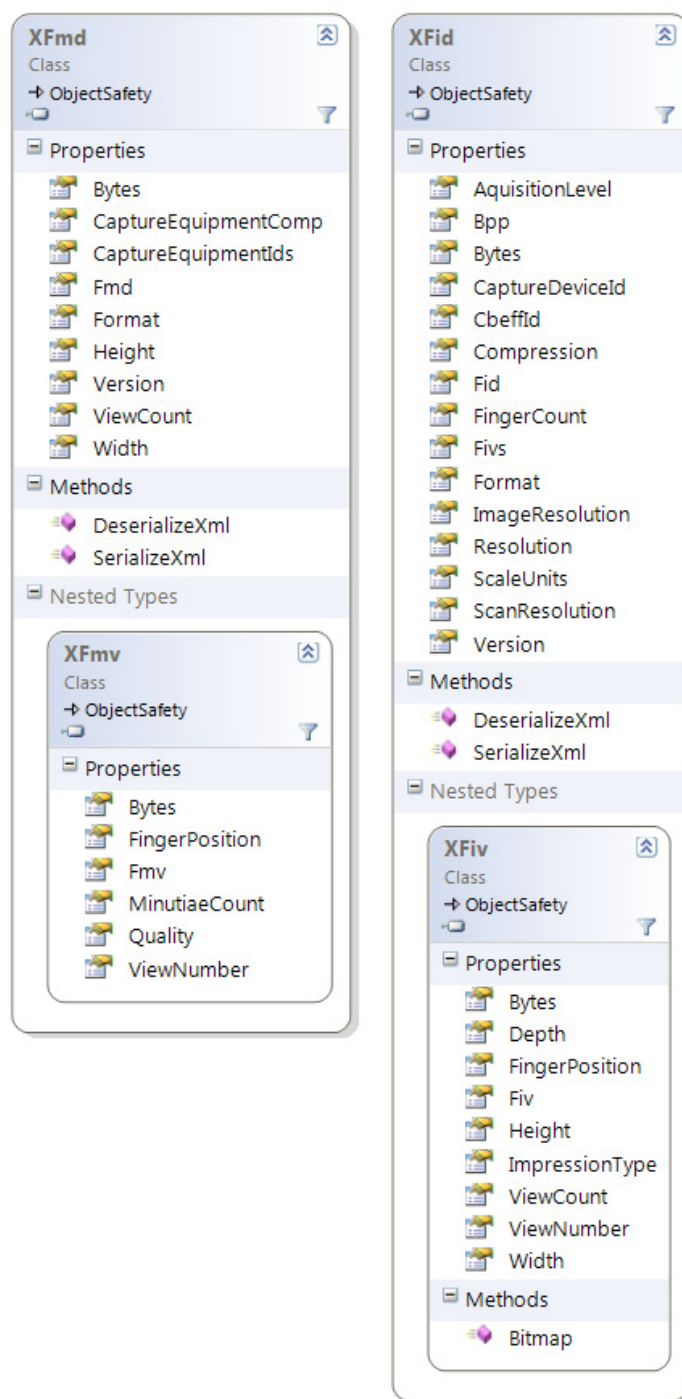 XFmd
Class
ObjectSafety
Properties
Bytes
CaptureEquipmentComp
CaptureEquipmentIds
Fmd
Format
Height
Version
ViewCount
Width
Methods
DeserializeXml
SerializeXml
Nested Types
XFmv
Class
ObjectSafety
Properties
Bytes
FingerPosition
Fmv
MinutiaeCount
Quality
ViewNumber
XFid
Class
ObjectSafety
Properties
AquisitionLevel
Bpp
Bytes
CaptureDeviceId
CbeffId
Compression
Fid
FingerCount
Fivs
Format
ImageResolution
Resolution
ScaleUnits
ScanResolution
Version
Methods
DeserializeXml
SerializeXml
Nested Types
XFiv
Class
ObjectSafety
Properties
Bytes
Depth
FingerPosition
Fiv
Height
ImpressionType
ViewCount
ViewNumber
Width
Methods
Bitmap